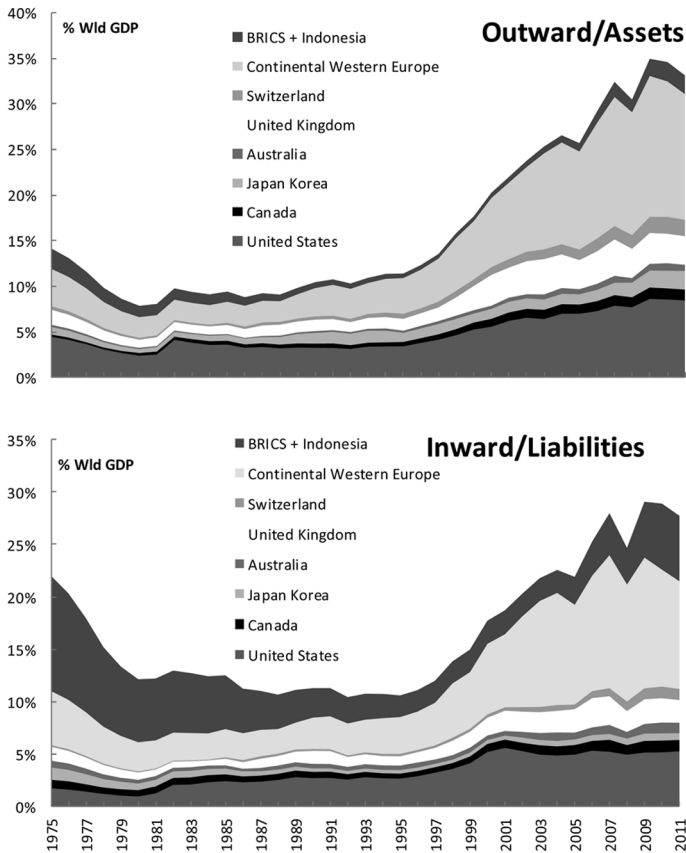 40%
% Wld GDP
Outward/Assets
35%
30%
25%
20%
15%
10%
5%
0%
BRICS + Indonesia
Continental Western Europe
Switzerland
United Kingdom
Australia
Japan Korea
Canada
United States
35%
% Wld GDP
Inward/Liabilities
30%
25%
20%
15%
10%
5%
0%
BRICS + Indonesia
Continental Western Europe
Switzerland
United Kingdom
Australia
Japan Korea
Canada
United States
1975
1977
1979
1981
1983
1985
1987
1989
1991
1993
1995
1997
1999
2001
2003
2005
2007
2009
2011